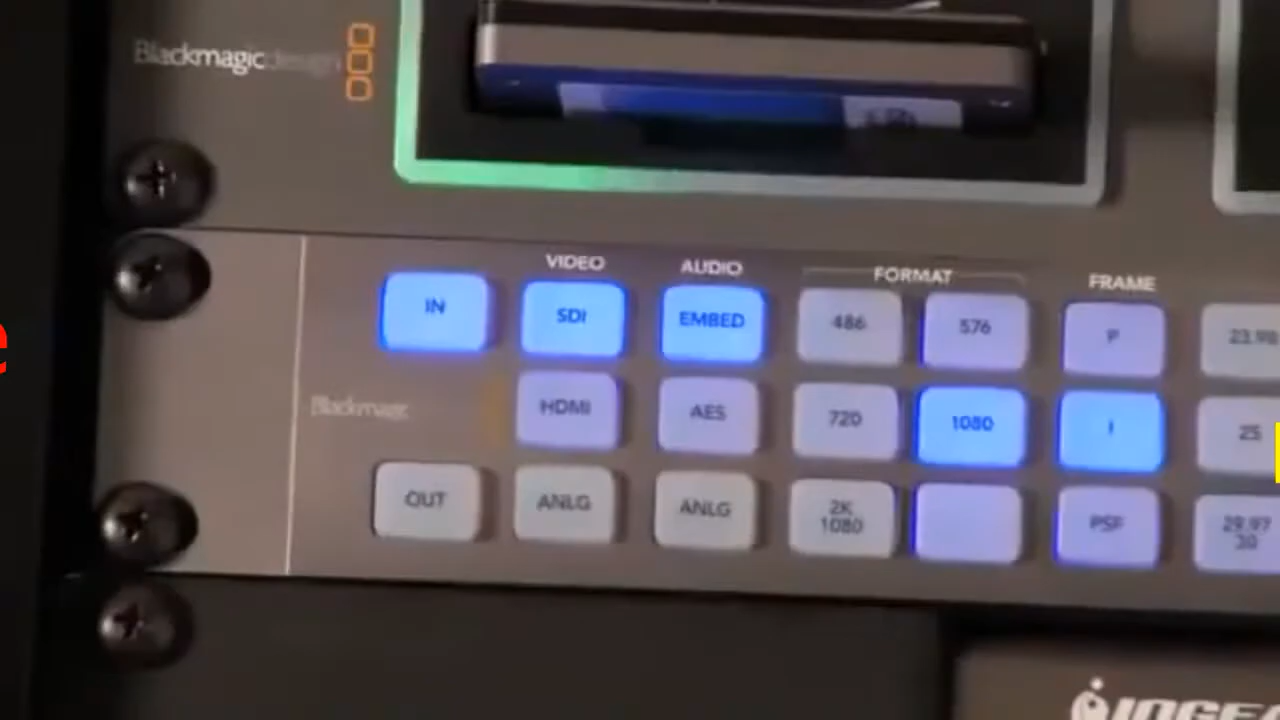 Blackmagicdesign
VIDEO AUDIO FORMAT FRAME
IN SDI EMBED 486 576 P 23.98
Blackmagic HDMI AES 720 1080 I 25
OUT ANLG ANLG 2K 1080 PSF 29.97 30
e
IOGEA